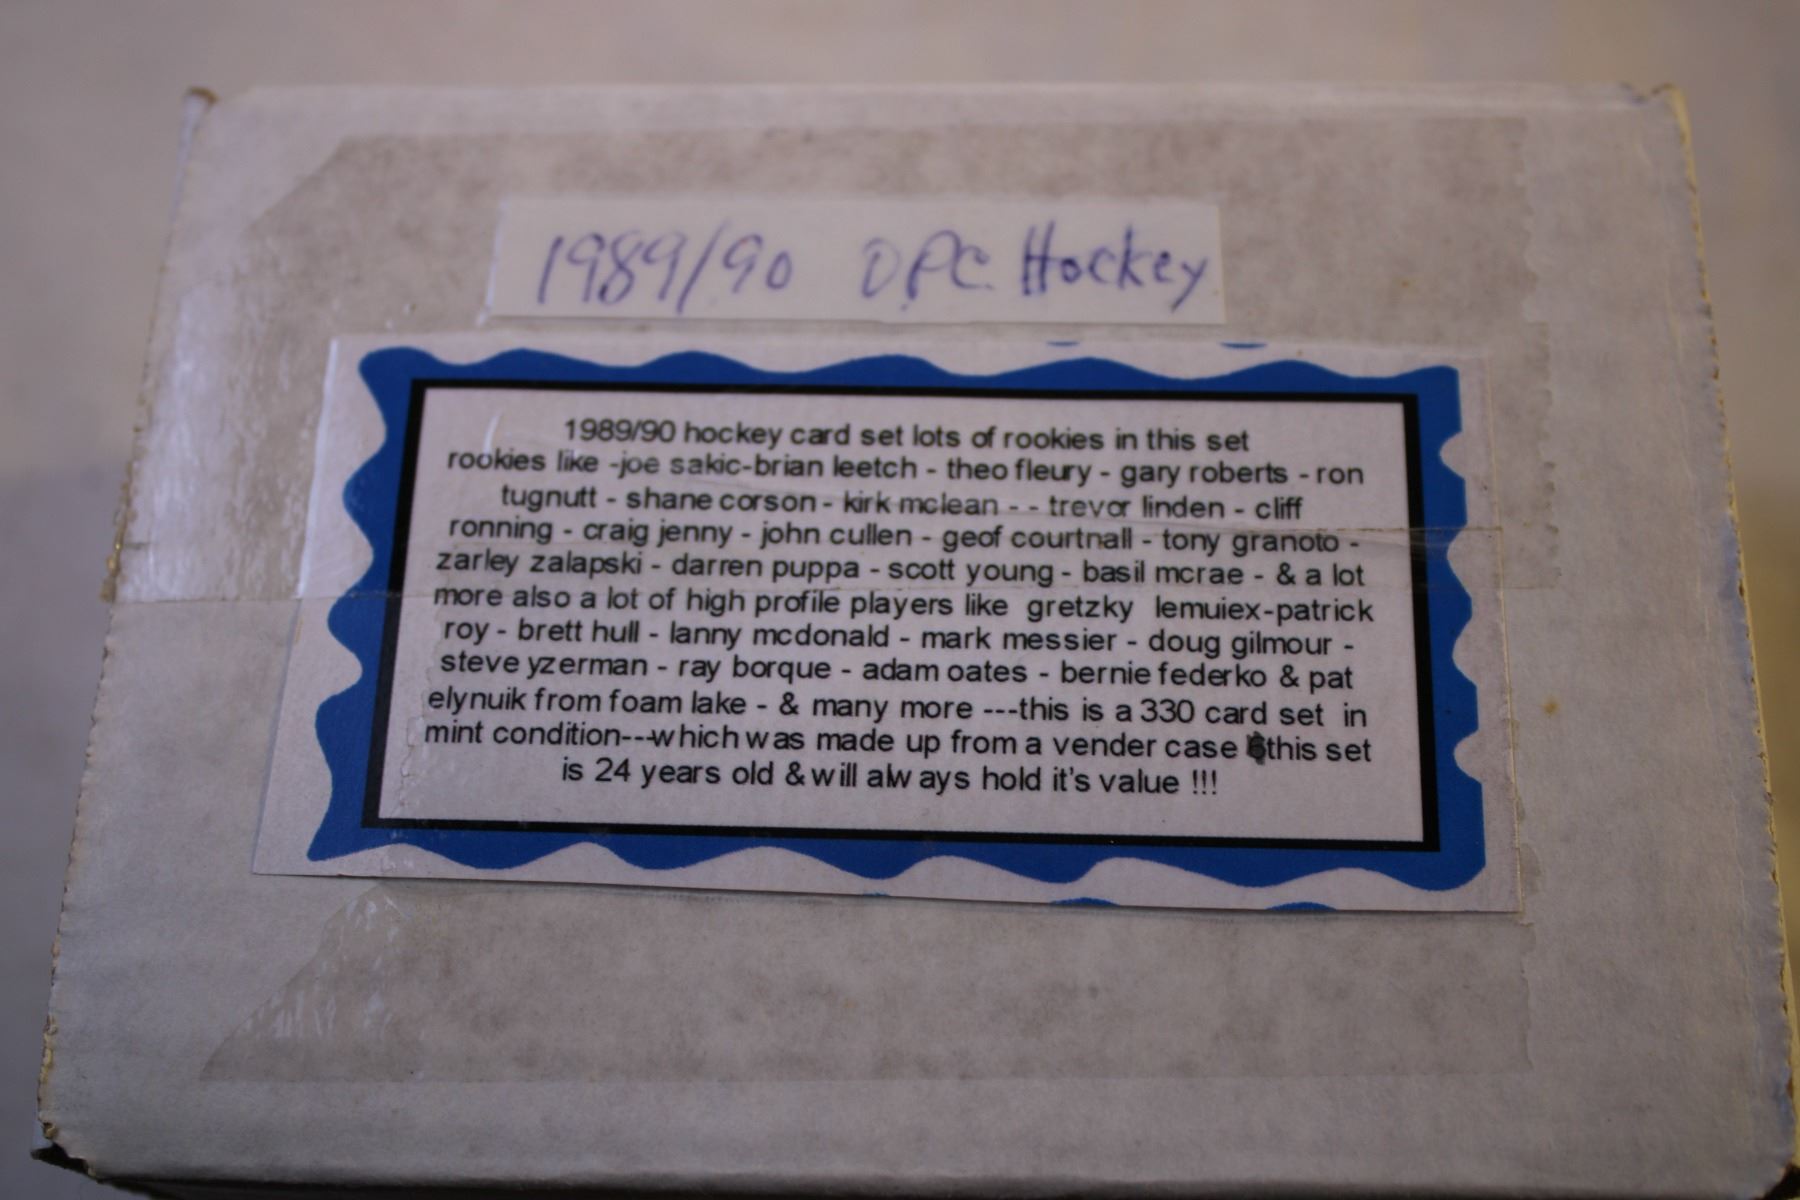 1989/90 OPC Hockey
1989/90 hockey card set lots of rookies in this set
rookies like -joe sakic-brian leetch - theo fleury - gary roberts - ron
tugnutt - shane corson - kirk mclean - - trevor linden - cliff
ronning - craig jenny - john cullen - geof courtnall - tony granoto -
zarley zalapski - darren puppa - scott young - basil mcrae - & a lot
more also a lot of high profile players like gretzky lemuiex-patrick
roy - brett hull - lanny mcdonald - mark messier - doug gilmour -
steve yzerman - ray borque - adam oates - bernie federko & pat
elynuik from foam lake - & many more ---this is a 330 card set in
mint condition---which was made up from a vender case this set
is 24 years old & will always hold it's value !!!